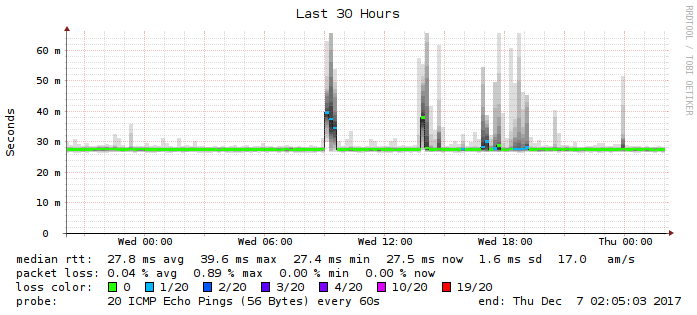 Last 30 Hours
RRDTOOL / TOBI OETIKER
Seconds
60 m
50 m
40 m
30 m
20 m
10 m
0
Wed 00:00 Wed 06:00 Wed 12:00 Wed 18:00 Thu 00:00
median rtt: 27.8 ms avg 39.6 ms max 27.4 ms min 27.5 ms now 1.6 ms sd 17.0 am/s
packet loss: 0.04 % avg 0.89 % max 0.00 % min 0.00 % now
loss color: 0 1/20 2/20 3/20 4/20 10/20 19/20
probe: 20 ICMP Echo Pings (56 Bytes) every 60s end: Thu Dec 7 02:05:03 2017